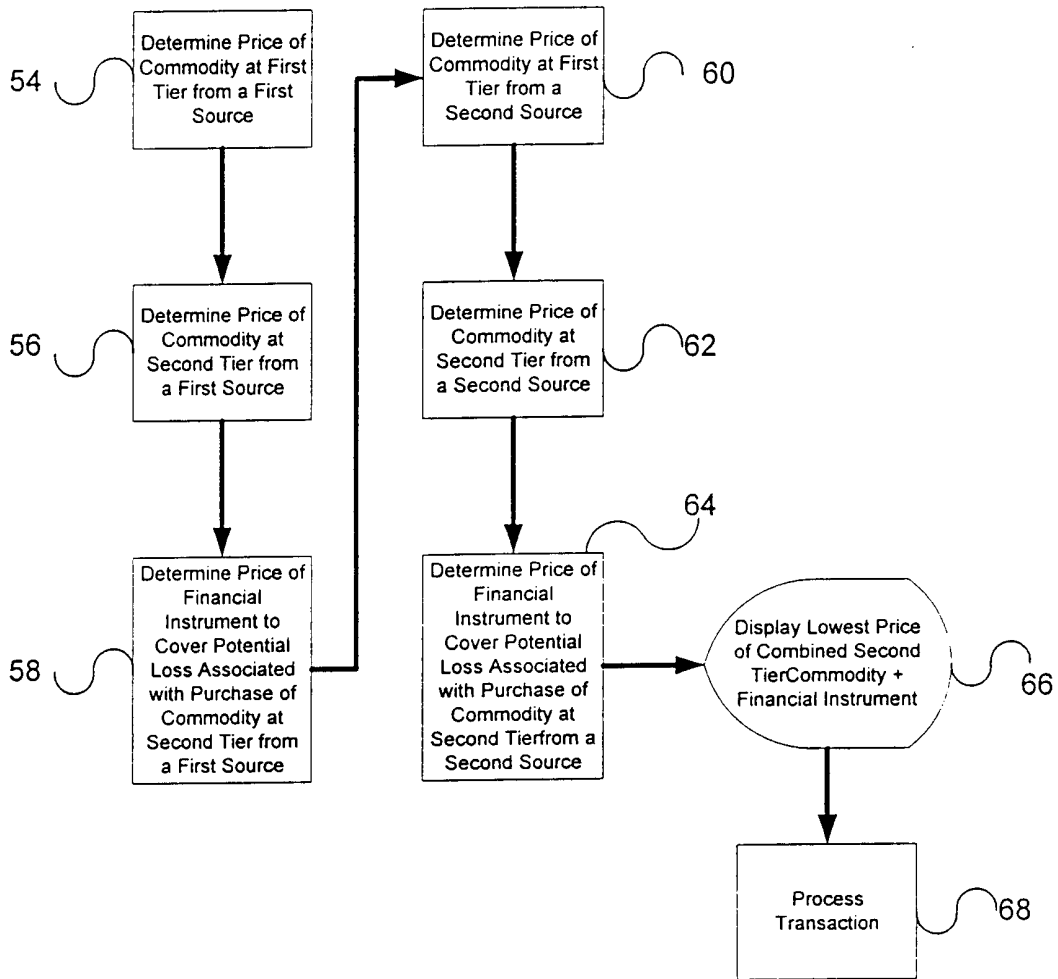 54
Determine Price of
Commodity at First
Tier from a First
Source
56
Determine Price of
Commodity at
Second Tier from
a First Source
58
Determine Price of
Financial
Instrument to
Cover Potential
Loss Associated
with Purchase of
Commodity at
Second Tier from
a First Source
Determine Price of
Commodity at First
Tier from a
Second Source
60
Determine Price of
Commodity at
Second Tier from
a Second Source
62
64
Determine Price of
Financial
Instrument to
Cover Potential
Loss Associated
with Purchase of
Commodity at
Second Tierfrom a
Second Source
Display Lowest Price
of Combined Second
TierCommodity +
Financial Instrument
66
Process
Transaction
68